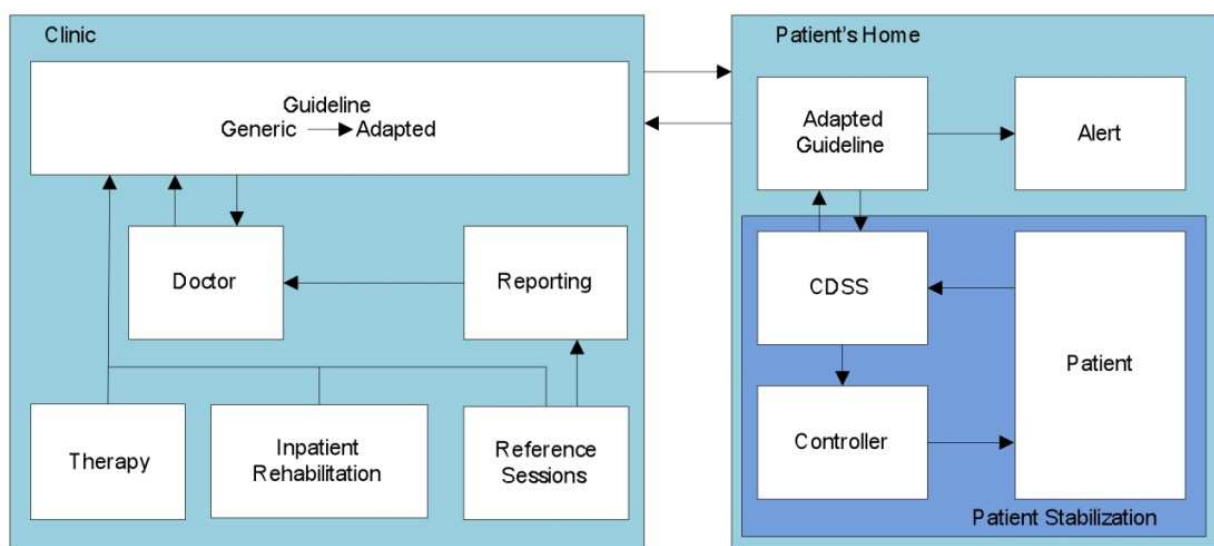 Clinic
Guideline
Generic Adapted
Doctor
Reporting
Therapy
Inpatient
Rehabilitation
Reference
Sessions
Patient's Home
Adapted
Guideline
Alert
CDSS
Patient
Controller
Patient Stabilization